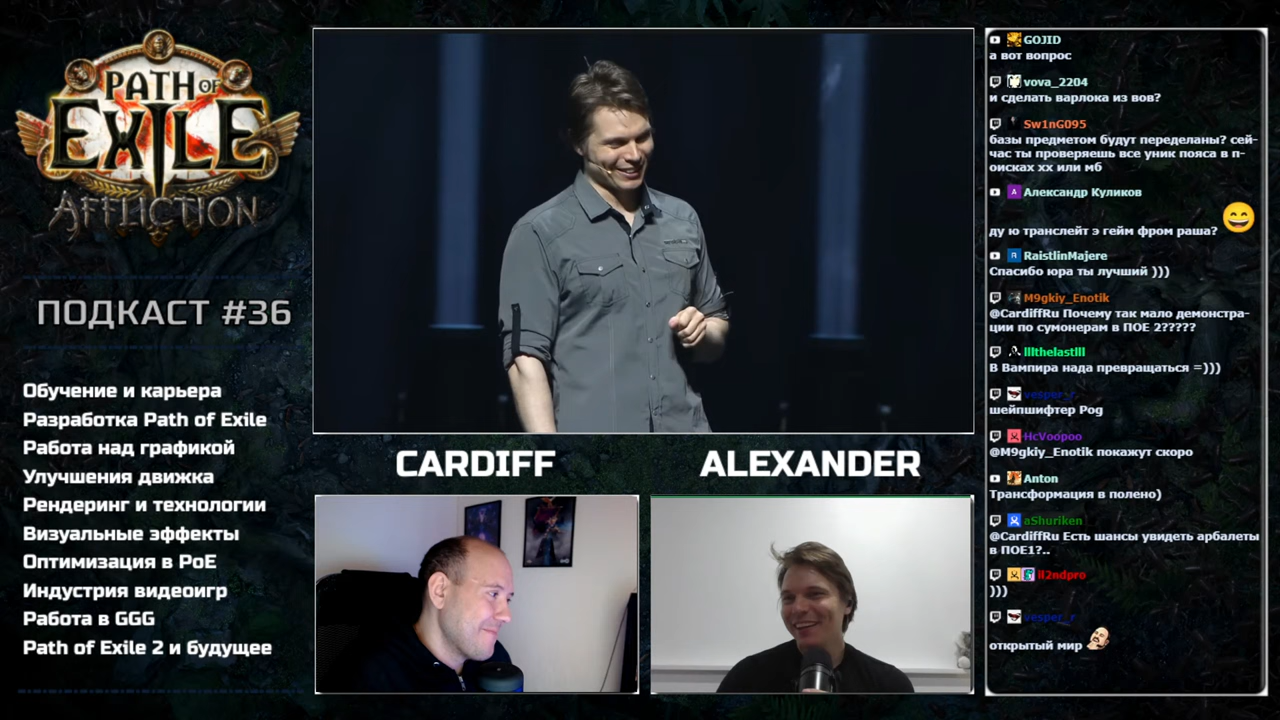 PATH OF
EXILE
AFFLICTION
ПОДКАСТ #36
Обучение и карьера
Разработка Path of Exile
Работа над графикой
Улучшения движка
Рендеринг и технологии
Визуальные эффекты
Оптимизация в PoE
Индустрия видеоигр
Работа в GGG
Path of Exile 2 и будущее
CARDIFF
ALEXANDER
GOJID
а вот вопрос
vova_2204
и сделать варлока из вов?
Sw1nG095
базы предметом будут переделаны? сей-
час ты проверяешь все уник пояса в п-
оисках хх или мб
Александр Куликов
ду ю транслейт э гейм фром раша?
RaistlinMajere
Спасибо юра ты лучший )))
M9gkiy_Enotik
@CardiffRu Почему так мало демонстра-
ции по сумонерам в ПОЕ 2?????
lllthelastlll
В Вампира нада превращаться =)))
vesper_r
шейпшифтер Pog
HcVoopoo
@M9gkiy_Enotik покажут скоро
Anton
Трансформация в полено)
aShuriken
@CardiffRu Есть шансы увидеть арбалеты
в ПОЕ1?..
ll2ndpro
)))
vesper_r
открытый мир